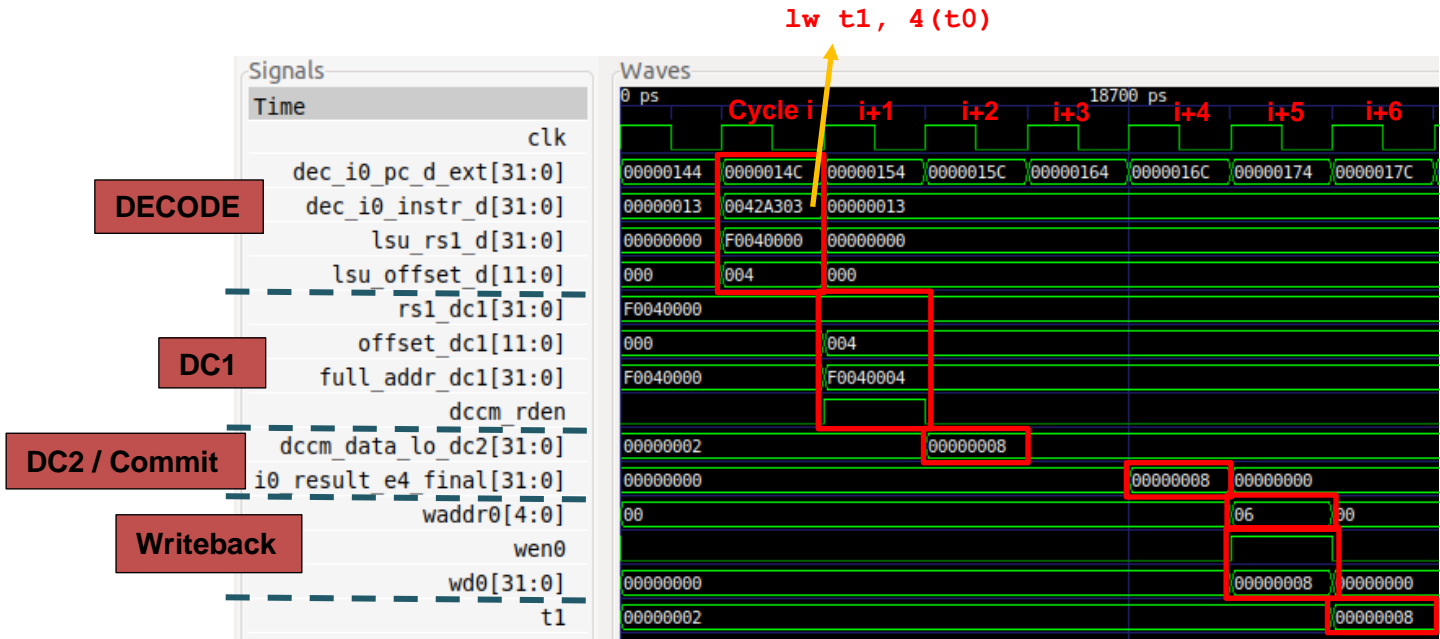 lw t1, 4(t0)
Signals
Waves
Time
0 ps 18700 ps
Cycle i i+1 i+2 i+3 i+4 i+5 i+6
clk
DECODE
dec_i0_pc_d_ext[31:0] 00000144 0000014C 00000154 0000015C 00000164 0000016C 00000174 0000017C
dec_i0_instr_d[31:0] 00000013 0042A303 00000013
lsu_rs1_d[31:0] 00000000 F0040000 00000000
lsu_offset_d[11:0] 000 004 000
DC1
rs1_dc1[31:0] F0040000
offset_dc1[11:0] 000 004
full_addr_dc1[31:0] F0040000 F0040004
dccm_rden
DC2 / Commit
dccm_data_lo_dc2[31:0] 00000002 00000008
i0_result_e4_final[31:0] 00000000 00000008 00000000
Writeback
waddr0[4:0] 00 06 00
wen0
wd0[31:0] 00000000 00000008 00000000
t1 00000002 00000008